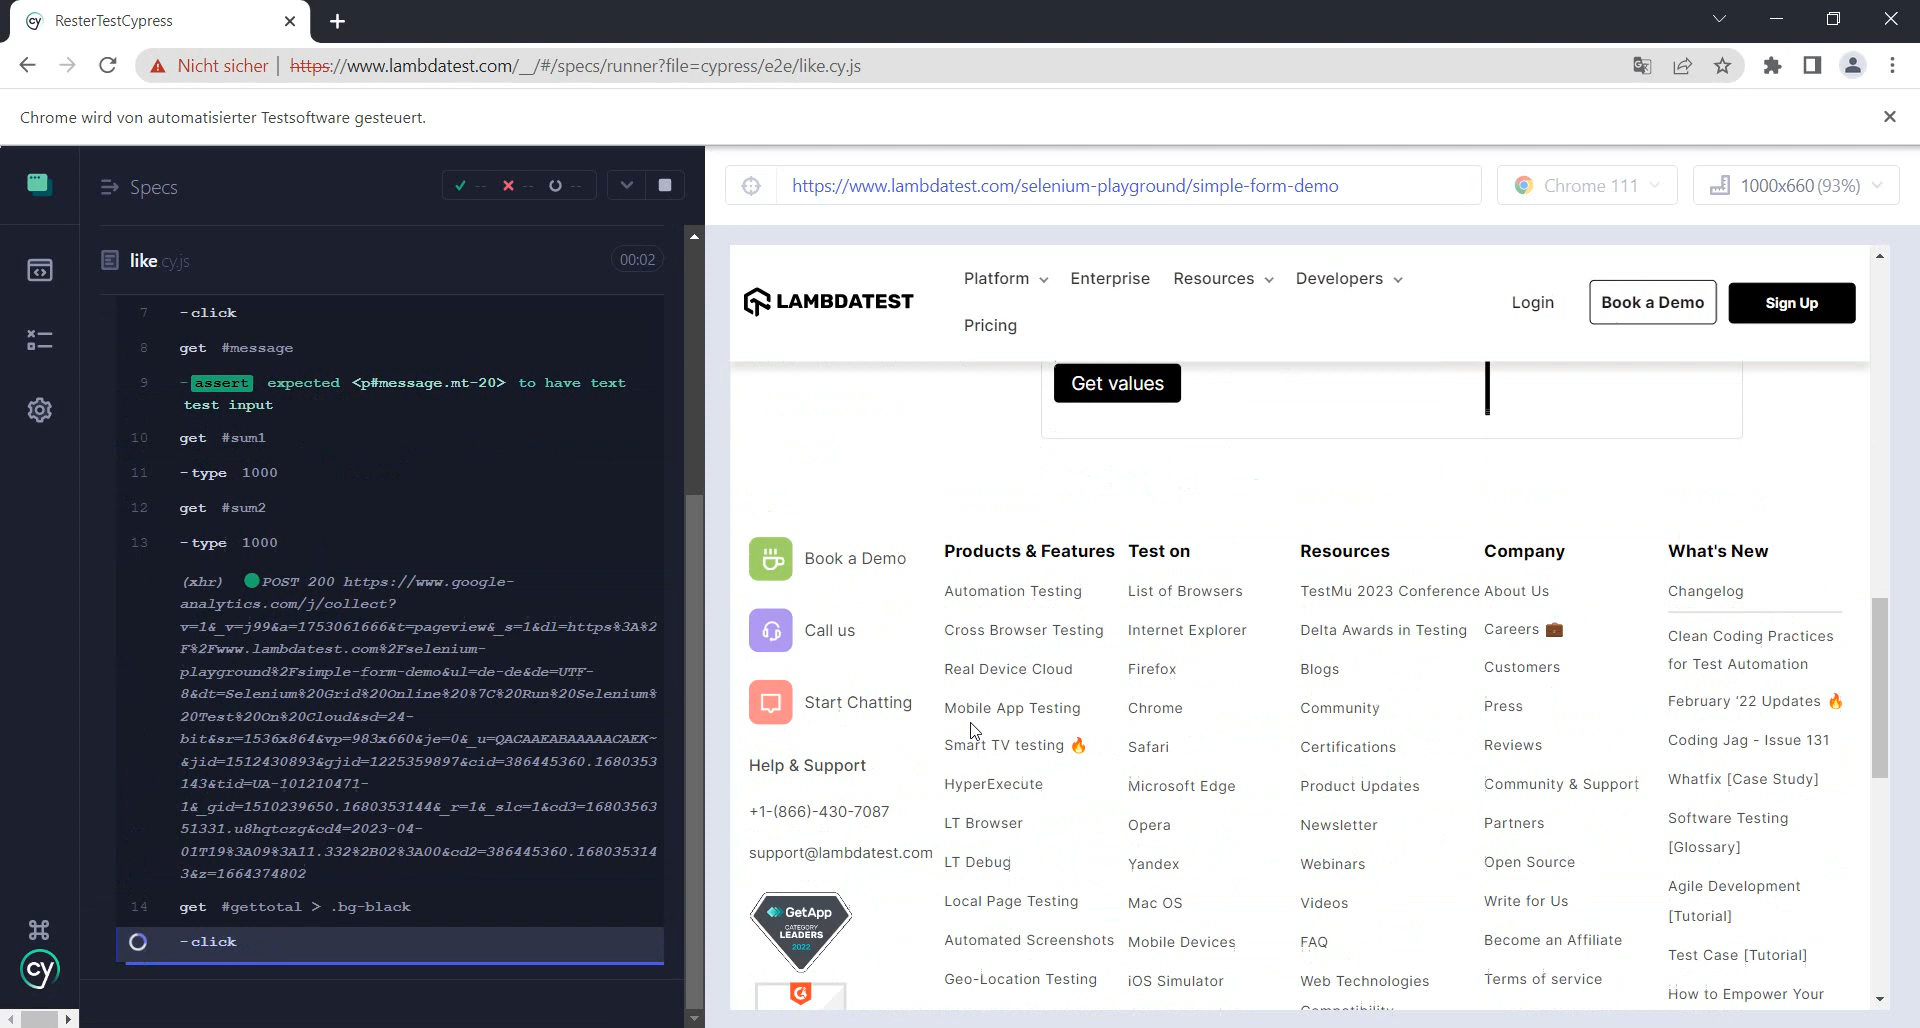 ResterTestCypress
Nicht sicher | https://www.lambdatest.com/__/#/specs/runner?file=cypress/e2e/like.cy.js
Chrome wird von automatisierter Testsoftware gesteuert.
Specs
-- -- --
https://www.lambdatest.com/selenium-playground/simple-form-demo
Chrome 111
1000x660 (93%)
like.cy.js
00:02
7 -click
8 get #message
9 -assert expected <p#message.mt-20> to have text
test input
10 get #sum1
11 -type 1000
12 get #sum2
13 -type 1000
(xhr) POST 200 https://www.google-
analytics.com/j/collect?
v=1&_v=j99&a=1753061666&t=pageview&_s=1&dl=https%3A%2
F%2Fwww.lambdatest.com%2Fselenium-
playground%2Fsimple-form-demo&ul=de-de&de=UTF-
8&dt=Selenium%20Grid%20Online%20%7C%20Run%20Selenium%
20Test%20On%20Cloud&sd=24-
bit&sr=1536x864&vp=983x660&je=0&_u=QACAAEABAAAAACAEK~
&jid=1512430893&gjid=1225359897&cid=386445360.1680353
143&tid=UA-101210471-
1&_gid=1510239650.1680353144&_r=1&_slc=1&cd3=16803563
51331.u8hqtczg&cd4=2023-04-
01T19%3A09%3A11.332%2B02%3A00&cd2=386445360.168035314
3&z=1664374802
14 get #gettotal > .bg-black
-click
cy
LAMBDATEST
Platform
Enterprise
Resources
Developers
Pricing
Login
Book a Demo
Sign Up
Get values
Book a Demo
Call us
Start Chatting
Help & Support
+1-(866)-430-7087
support@lambdatest.com
GetApp
CATEGORY
LEADERS
2022
Products & Features
Automation Testing
Cross Browser Testing
Real Device Cloud
Mobile App Testing
Smart TV testing 🔥
HyperExecute
LT Browser
LT Debug
Local Page Testing
Automated Screenshots
Geo-Location Testing
Test on
List of Browsers
Internet Explorer
Firefox
Chrome
Safari
Microsoft Edge
Opera
Yandex
Mac OS
Mobile Devices
iOS Simulator
Resources
TestMu 2023 Conference
Delta Awards in Testing
Blogs
Community
Certifications
Product Updates
Newsletter
Webinars
Videos
FAQ
Web Technologies
Company
About Us
Careers 💼
Customers
Press
Reviews
Community & Support
Partners
Open Source
Write for Us
Become an Affiliate
Terms of service
What's New
Changelog
Clean Coding Practices
for Test Automation
February '22 Updates 🔥
Coding Jag - Issue 131
Whatfix [Case Study]
Software Testing
[Glossary]
Agile Development
[Tutorial]
Test Case [Tutorial]
How to Empower Your